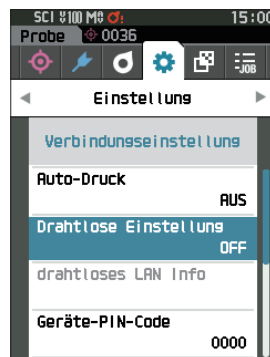 SCI M 15:00
Probe 0036
JOB
Einstellung
Verbindungseinstellung
Auto-Druck
AUS
Drahtlose Einstellung
OFF
drahtloses LAN Info
Geräte-PIN-Code
0000